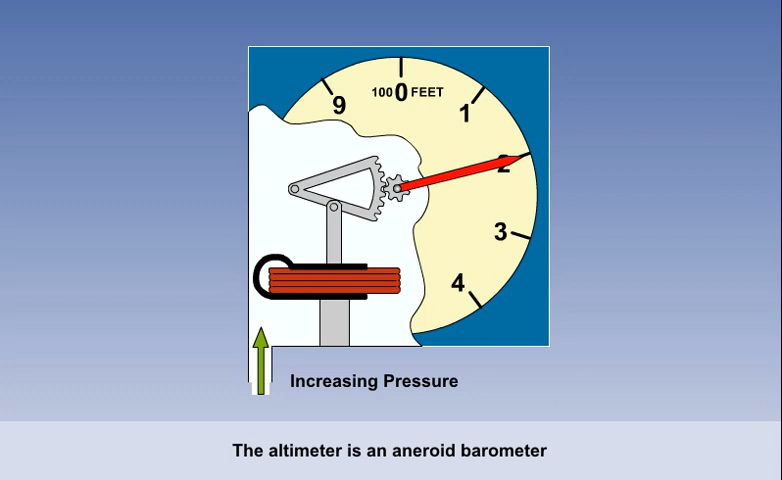 100 0 FEET
9
1
2
3
4
Increasing Pressure
The altimeter is an aneroid barometer